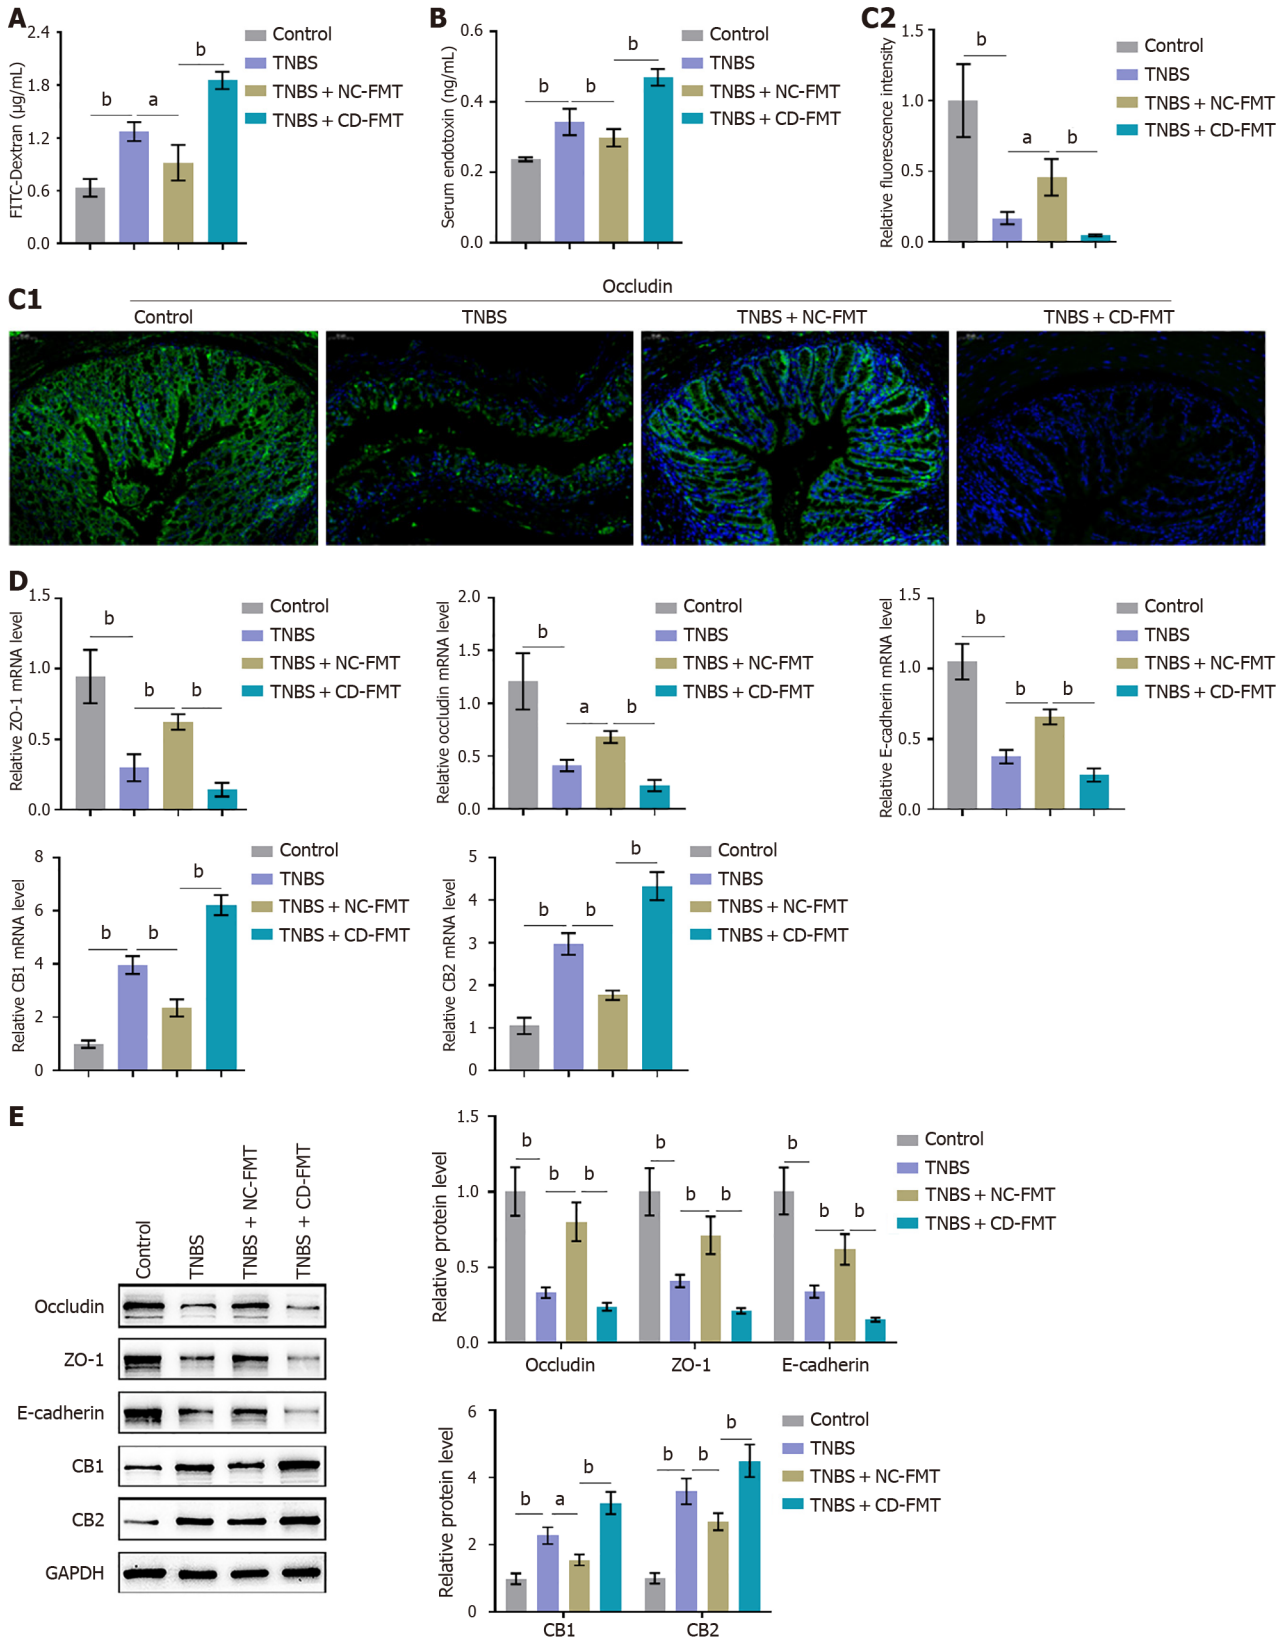 A
FITC-Dextran (µg/mL)
2.4
1.8
1.2
0.6
0.0
b
a
b
Control
TNBS
TNBS + NC-FMT
TNBS + CD-FMT
B
Serum endotoxin (ng/mL)
0.6
0.4
0.2
0.0
b
b
b
Control
TNBS
TNBS + NC-FMT
TNBS + CD-FMT
C2
Relative fluorescence intensity
1.5
1.0
0.5
0.0
b
a
b
Control
TNBS
TNBS + NC-FMT
TNBS + CD-FMT
C1
Occludin
Control
TNBS
TNBS + NC-FMT
TNBS + CD-FMT
D
Relative ZO-1 mRNA level
1.5
1.0
0.5
0.0
b
b
b
Control
TNBS
TNBS + NC-FMT
TNBS + CD-FMT
Relative occludin mRNA level
2.0
1.5
1.0
0.5
0.0
b
a
b
Control
TNBS
TNBS + NC-FMT
TNBS + CD-FMT
Relative E-cadherin mRNA level
1.5
1.0
0.5
0.0
b
b
b
Control
TNBS
TNBS + NC-FMT
TNBS + CD-FMT
Relative CB1 mRNA level
8
6
4
2
0
b
b
b
Control
TNBS
TNBS + NC-FMT
TNBS + CD-FMT
Relative CB2 mRNA level
5
4
3
2
1
0
b
b
b
Control
TNBS
TNBS + NC-FMT
TNBS + CD-FMT
E
Control
TNBS
TNBS + NC-FMT
TNBS + CD-FMT
Occludin
ZO-1
E-cadherin
CB1
CB2
GAPDH
Relative protein level
1.5
1.0
0.5
0.0
b
b
b
b
b
b
b
b
b
Occludin
ZO-1
E-cadherin
Control
TNBS
TNBS + NC-FMT
TNBS + CD-FMT
Relative protein level
6
4
2
0
b
a
b
b
b
b
CB1
CB2
Control
TNBS
TNBS + NC-FMT
TNBS + CD-FMT